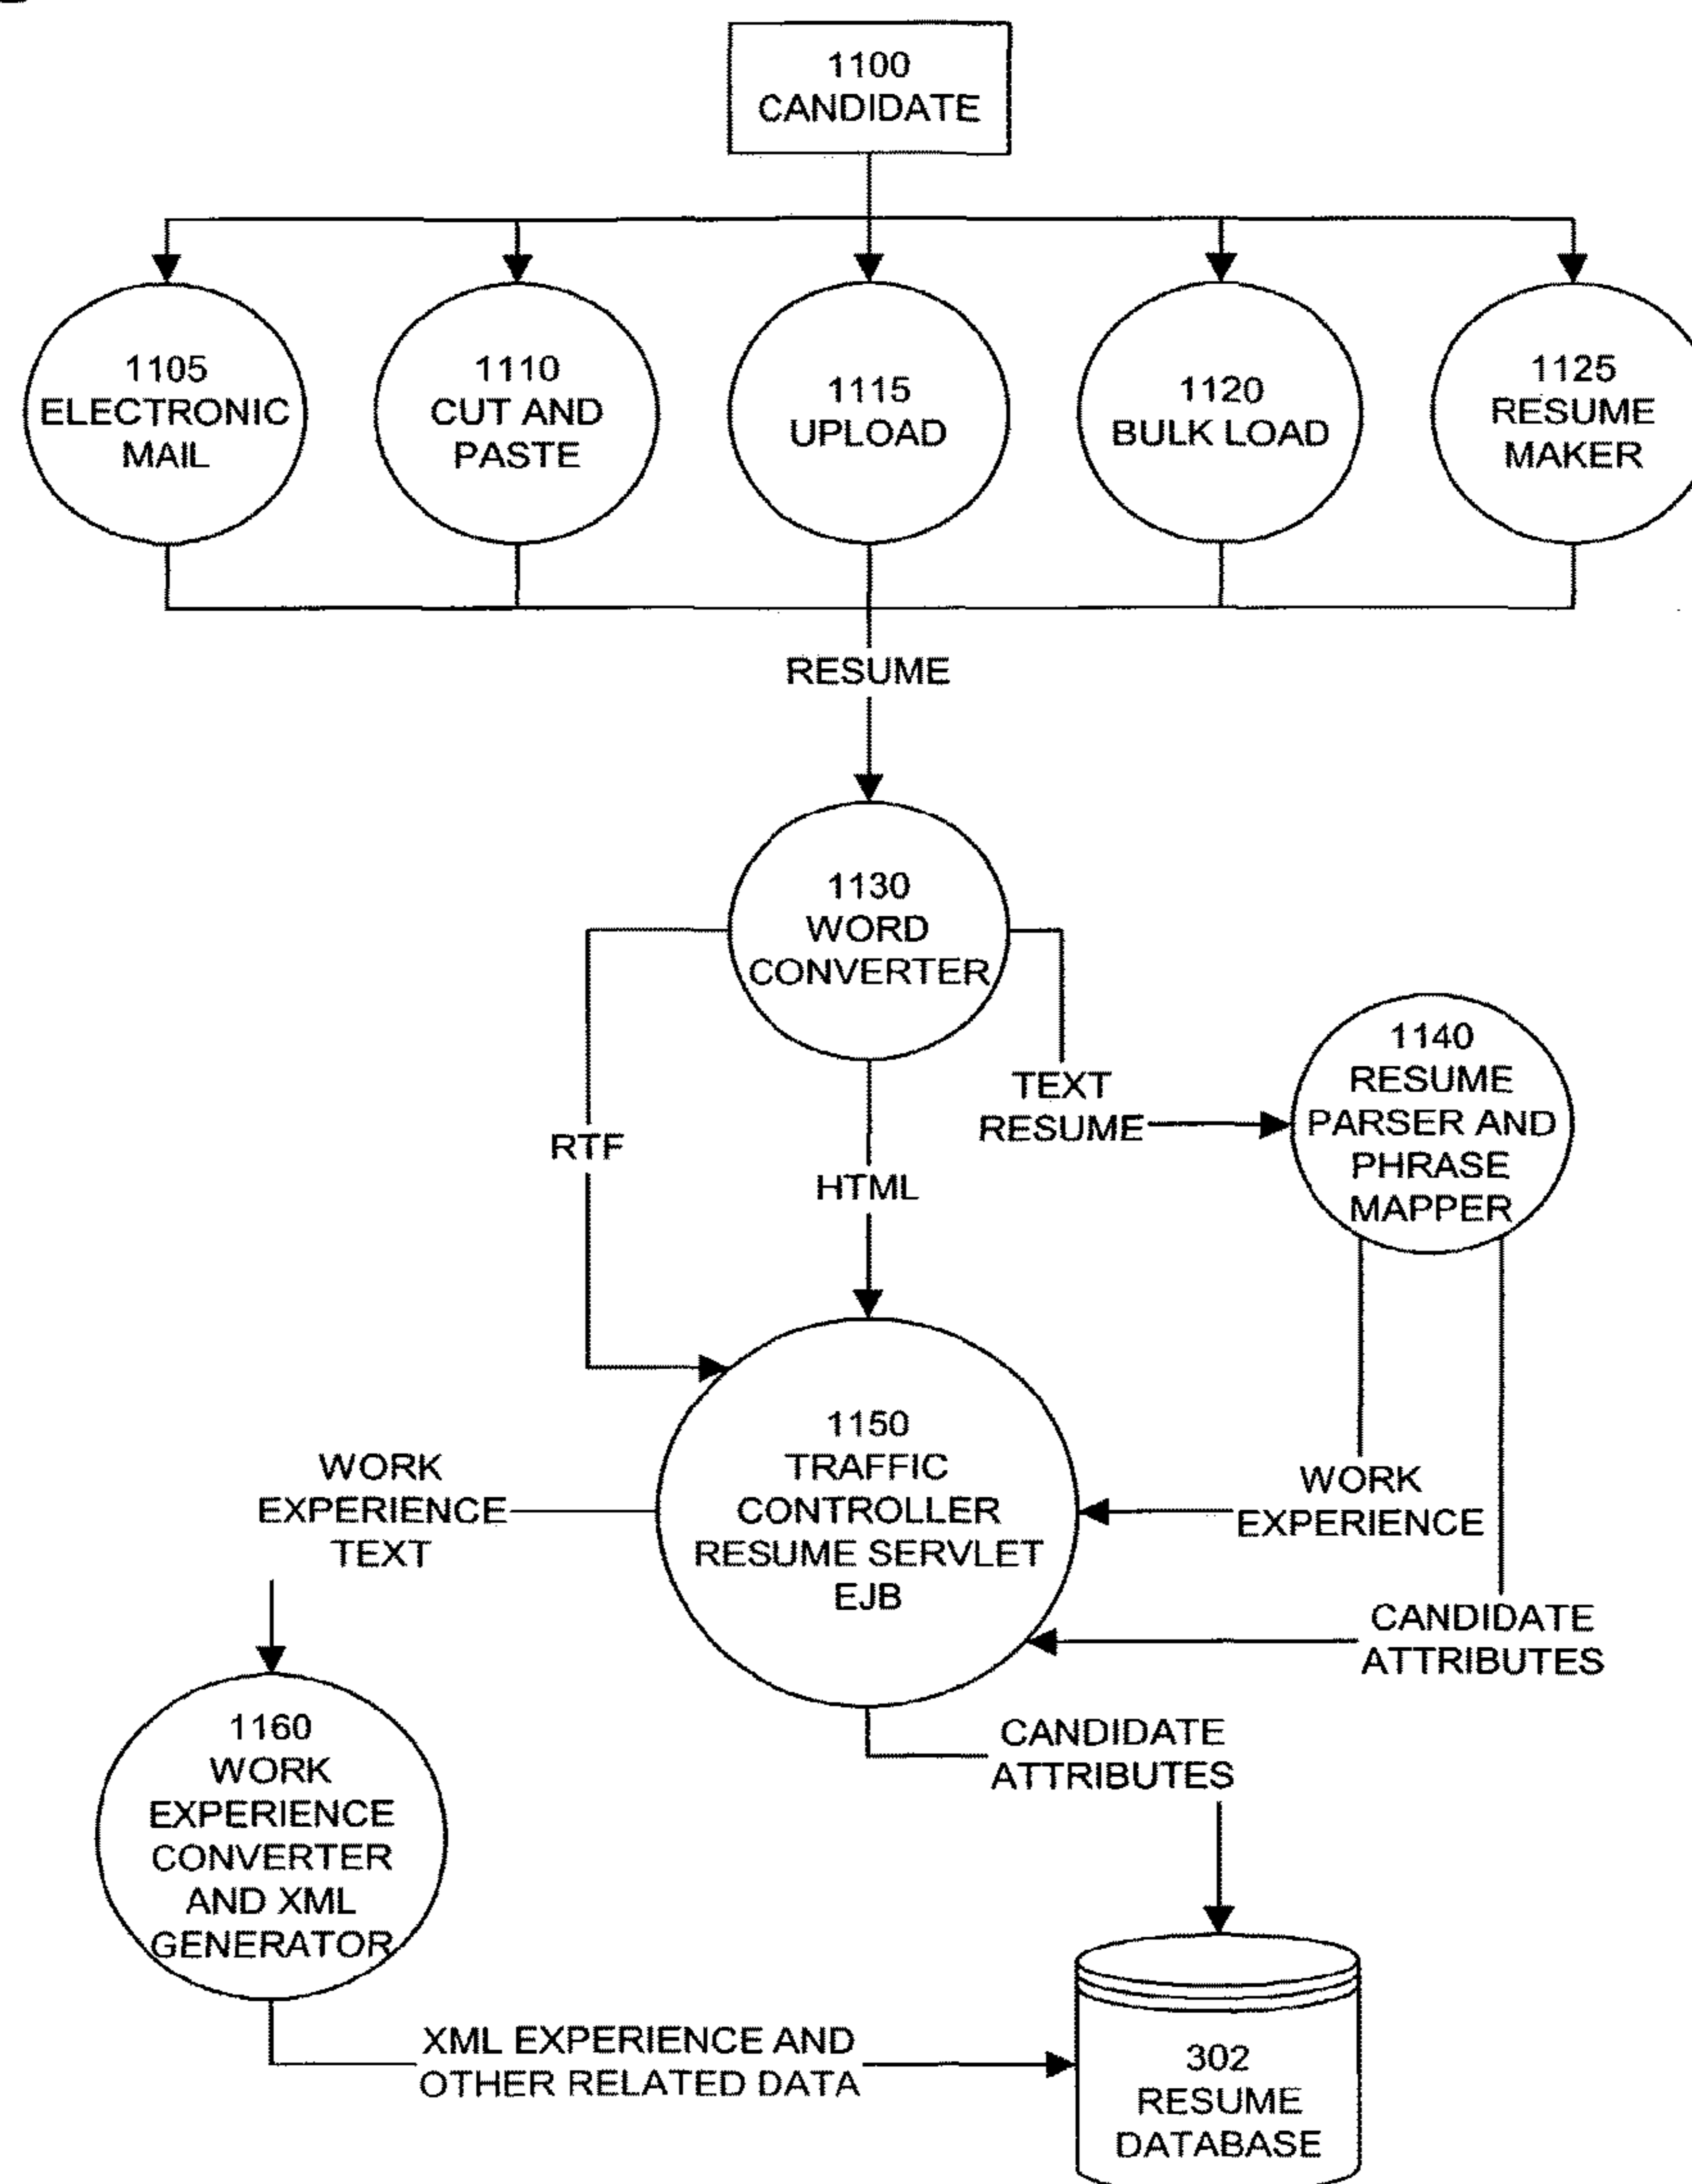 1100
CANDIDATE
1105
ELECTRONIC
MAIL
1110
CUT AND
PASTE
1115
UPLOAD
1120
BULK LOAD
1125
RESUME
MAKER
RESUME
1130
WORD
CONVERTER
TEXT
RESUME
1140
RESUME
PARSER AND
PHRASE
MAPPER
RTF
HTML
1150
TRAFFIC
CONTROLLER
RESUME SERVLET
EJB
WORK
EXPERIENCE
TEXT
WORK
EXPERIENCE
CANDIDATE
ATTRIBUTES
1160
WORK
EXPERIENCE
CONVERTER
AND XML
GENERATOR
CANDIDATE
ATTRIBUTES
XML EXPERIENCE AND
OTHER RELATED DATA
302
RESUME
DATABASE